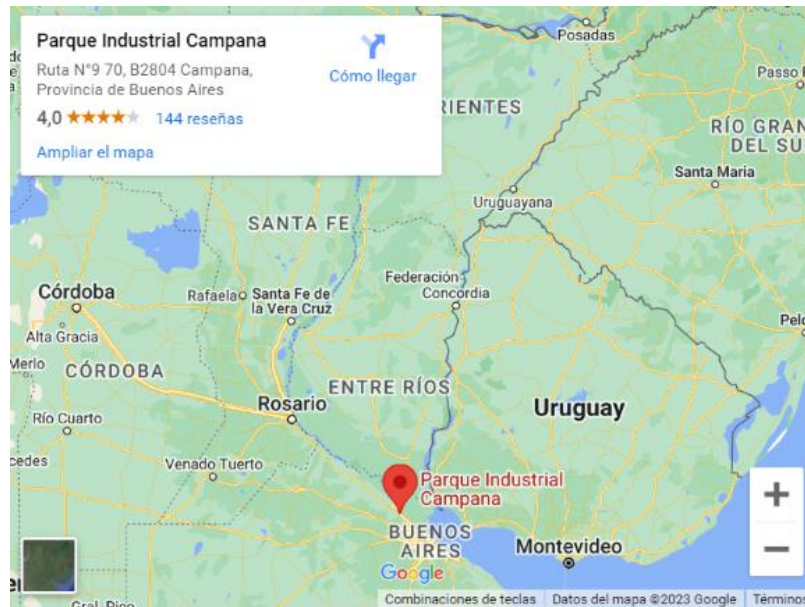 Parque Industrial Campana
Ruta N°9 70, B2804 Campana,
Provincia de Buenos Aires
Cómo llegar
4,0
144 reseñas
Ampliar el mapa
Posadas
Passo
RIENTES
RÍO GRAN
DEL SU
Santa Maria
Uruguayana
SANTA FE
Federación
Concordia
Córdoba
Rafaela
Santa Fe de
la Vera Cruz
Alta Gracia
Pelo
Merlo
CÓRDOBA
ENTRE RÍOS
Rosario
Uruguay
Río Cuarto
cedes
Venado Tuerto
Parque Industrial
Campana
BUENOS
AIRES
Montevideo
Google
Gral. Pico
Combinaciones de teclas
Datos del mapa ©2023 Google
Términos